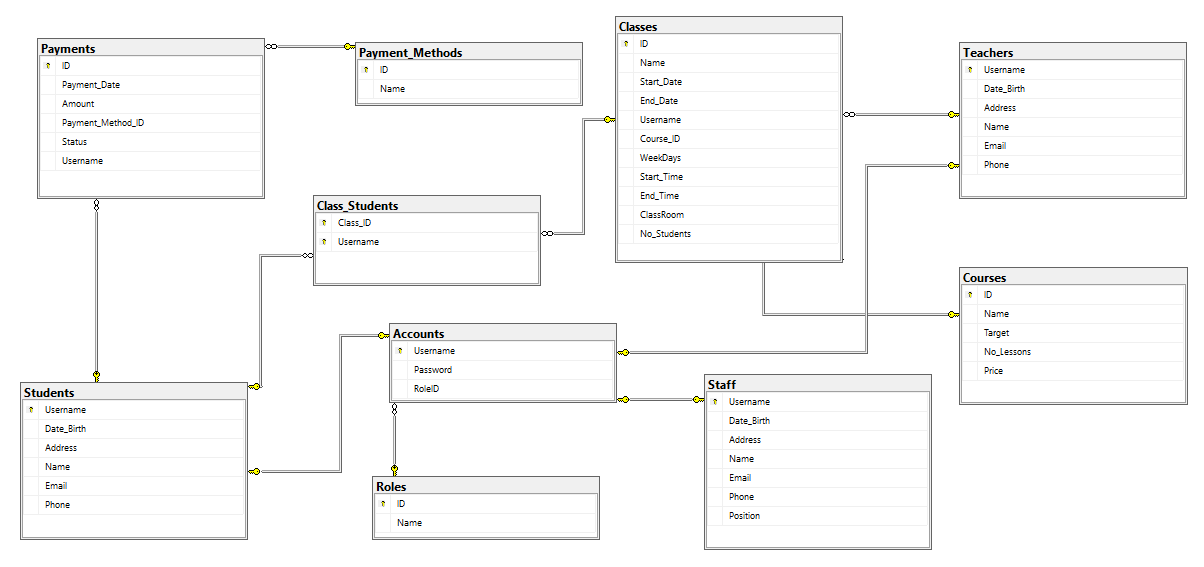 Payments
ID
Payment_Date
Amount
Payment_Method_ID
Status
Username
Payment_Methods
ID
Name
Classes
ID
Name
Start_Date
End_Date
Username
Course_ID
WeekDays
Start_Time
End_Time
ClassRoom
No_Students
Teachers
Username
Date_Birth
Address
Name
Email
Phone
Class_Students
Class_ID
Username
Courses
ID
Name
Target
No_Lessons
Price
Accounts
Username
Password
RoleID
Students
Username
Date_Birth
Address
Name
Email
Phone
Staff
Username
Date_Birth
Address
Name
Email
Phone
Position
Roles
ID
Name